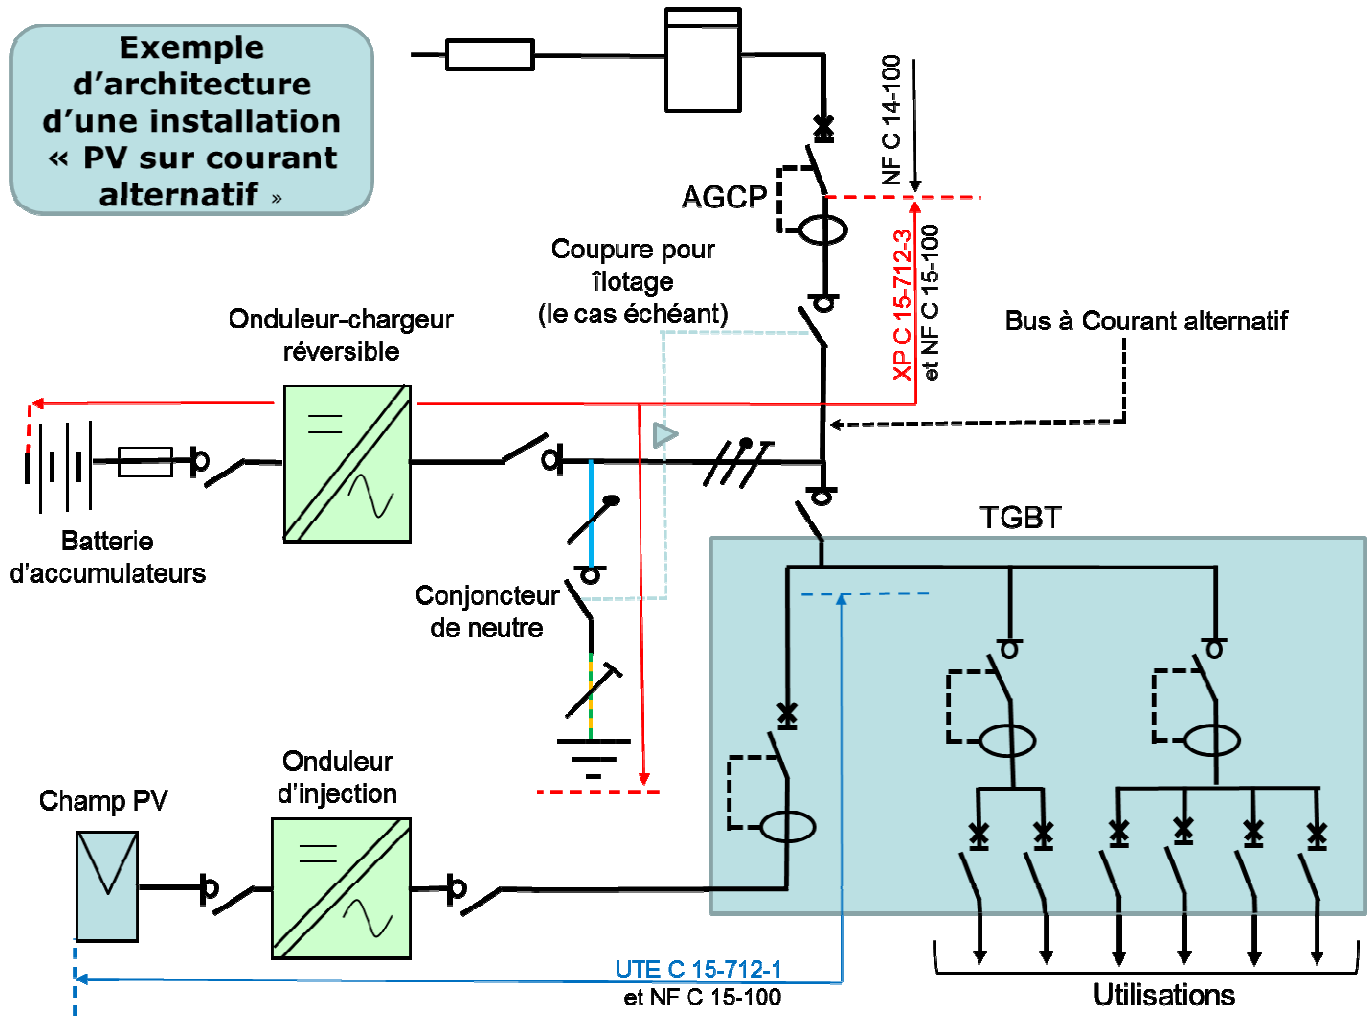 Exemple
d’architecture
d’une installation
« PV sur courant
alternatif »
NF C 14-100
AGCP
XP C 15-712-3
et NF C 15-100
Coupure pour
îlotage
(le cas échéant)
Onduleur-chargeur
réversible
Bus à Courant alternatif
Batterie
d’accumulateurs
TGBT
Conjoncteur
de neutre
Onduleur
d’injection
Champ PV
UTE C 15-712-1
et NF C 15-100
Utilisations